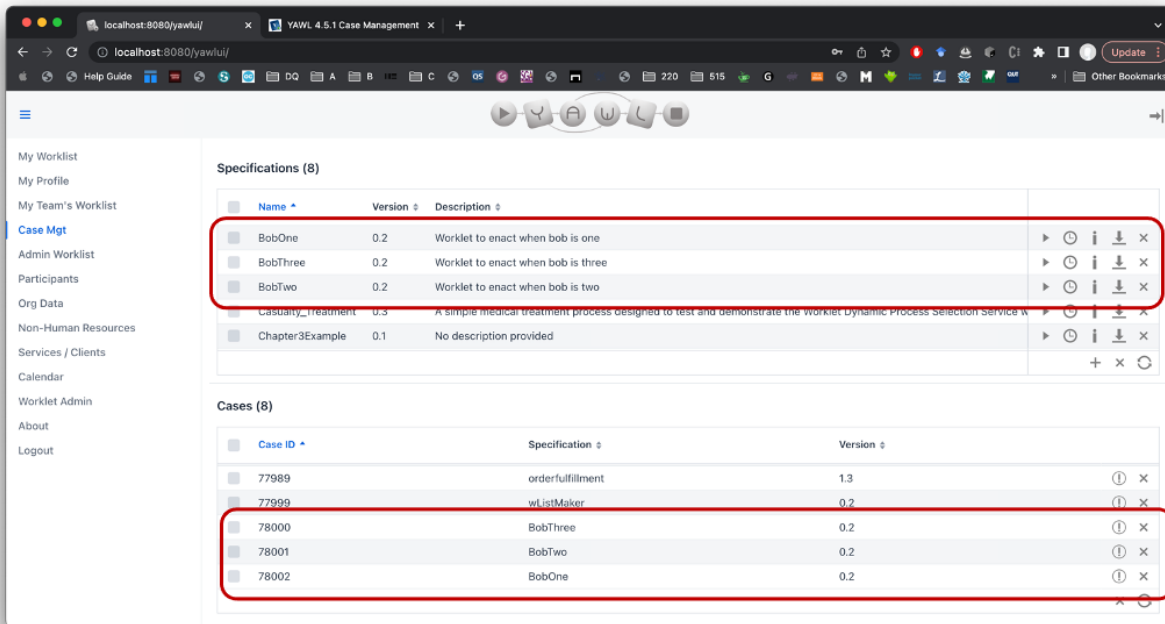 localhost:8080/yawlui/
YAWL 4.5.1 Case Management
localhost:8080/yawlui/
Update
Help Guide
DQ
A
B
C
OS
G
220
515
G
M
L
QUT
Other Bookmarks
Y A W L
My Worklist
My Profile
My Team's Worklist
Case Mgt
Admin Worklist
Participants
Org Data
Non-Human Resources
Services / Clients
Calendar
Worklet Admin
About
Logout
Specifications (8)
Name Version Description
BobOne 0.2 Worklet to enact when bob is one
BobThree 0.2 Worklet to enact when bob is three
BobTwo 0.2 Worklet to enact when bob is two
Casualty_Treatment 0.3 A simple medical treatment process designed to test and demonstrate the Worklet Dynamic Process Selection Service
Chapter3Example 0.1 No description provided
Cases (8)
Case ID Specification Version
77989 orderfulfillment 1.3
77999 wListMaker 0.2
78000 BobThree 0.2
78001 BobTwo 0.2
78002 BobOne 0.2